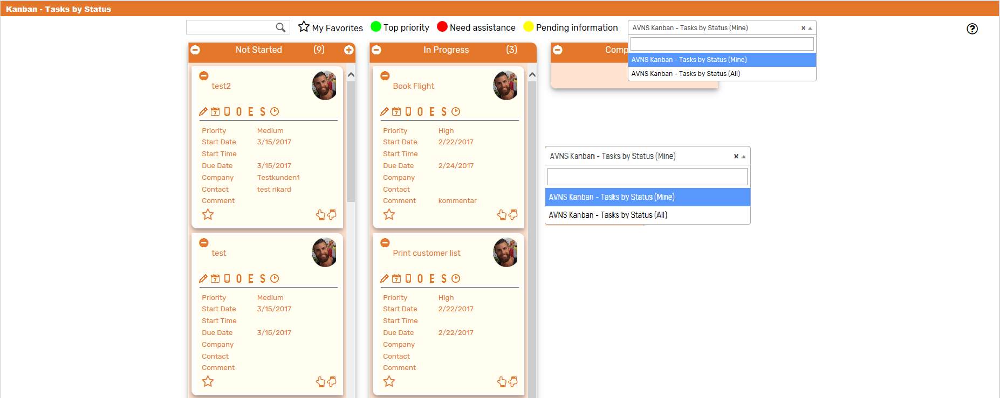 Kanban - Tasks by Status
My Favorites Top priority Need assistance Pending information AVNS Kanban - Tasks by Status (Mine) x
AVNS Kanban - Tasks by Status (Mine)
AVNS Kanban - Tasks by Status (All)
Not Started (9)
In Progress (3)
Comp
test2
7 O E S
Priority Medium
Start Date 3/15/2017
Start Time
Due Date 3/15/2017
Company Testkunden1
Contact test rikard
Comment
test
7 O E S
Priority Medium
Start Date 3/15/2017
Start Time
Due Date 3/15/2017
Company
Contact
Comment
Book Flight
7 O E S
Priority High
Start Date 2/22/2017
Start Time
Due Date 2/24/2017
Company
Contact
Comment kommentar
Print customer list
7 O E S
Priority High
Start Date 2/22/2017
Start Time
Due Date 2/22/2017
Company
Contact
Comment
AVNS Kanban - Tasks by Status (Mine) x
AVNS Kanban - Tasks by Status (Mine)
AVNS Kanban - Tasks by Status (All)